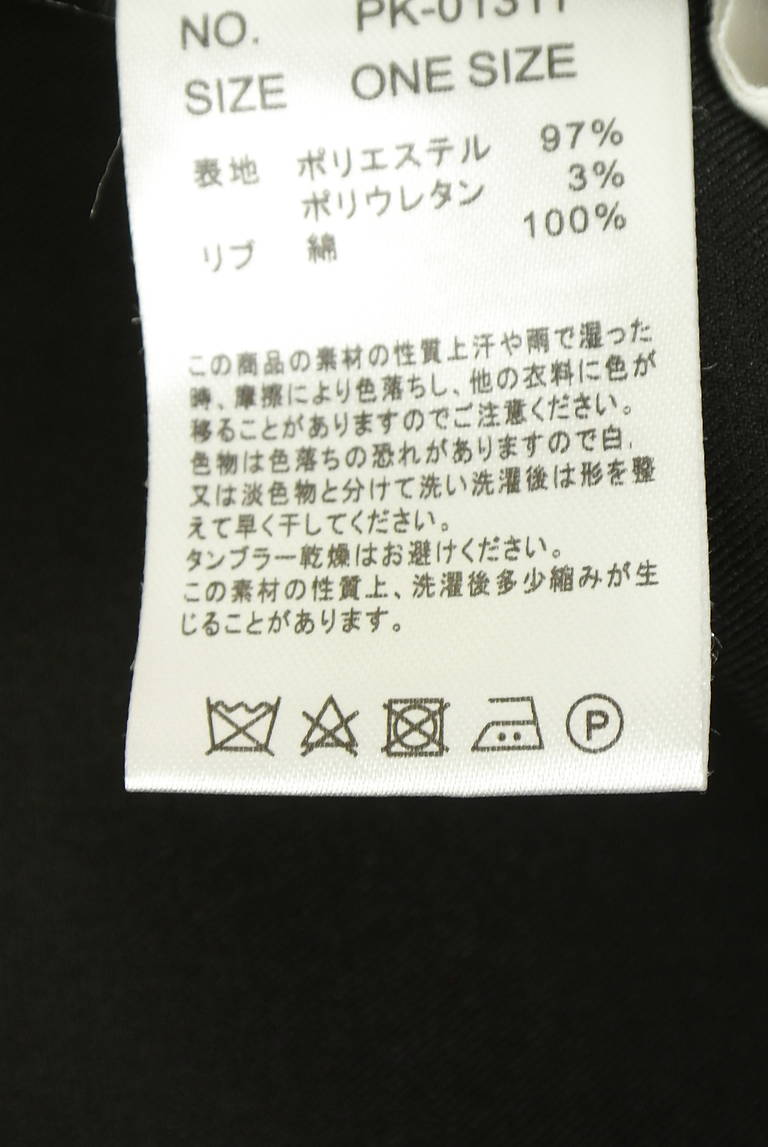 NO. PK-01311
SIZE ONE SIZE
表地 ポリエステル 97%
ポリウレタン 3%
リブ 綿 100%
この商品の素材の性質上汗や雨で湿った
時、摩擦により色落ちし、他の衣料に色が
移ることがありますのでご注意ください。
色物は色落ちの恐れがありますので白,
又は淡色物と分けて洗い洗濯後は形を整
えて早く干してください。
タンブラー乾燥はお避けください。
この素材の性質上、洗濯後多少縮みが生
じることがあります。
P